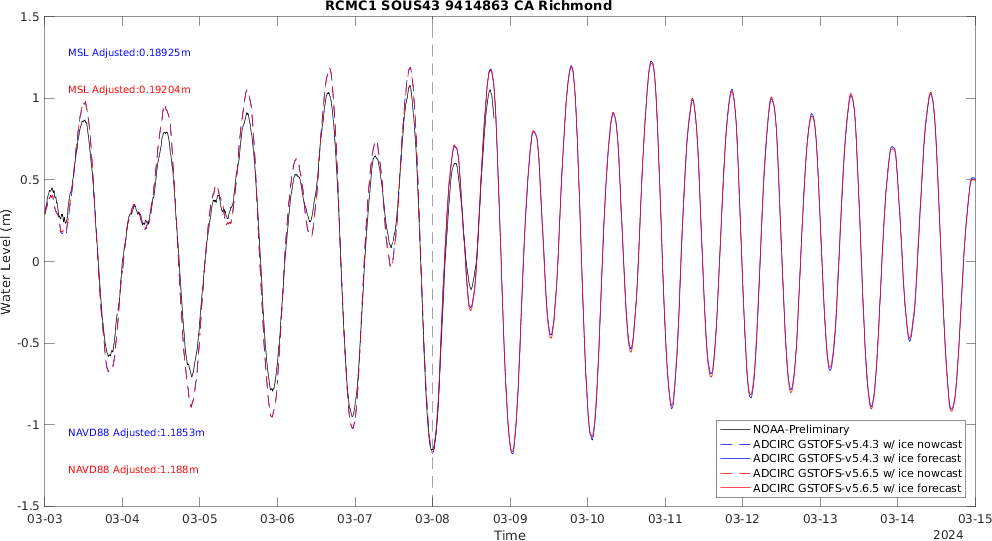 RCMC1 SOUS43 9414863 CA Richmond
1.5
1
0.5
0
-0.5
-1
-1.5
Water Level (m)
MSL Adjusted:0.18925m
MSL Adjusted:0.19204m
NAVD88 Adjusted:1.1853m
NAVD88 Adjusted:1.188m
NOAA-Preliminary
ADCIRC GSTOFS-v5.4.3 w/ ice nowcast
ADCIRC GSTOFS-v5.4.3 w/ ice forecast
ADCIRC GSTOFS-v5.6.5 w/ ice nowcast
ADCIRC GSTOFS-v5.6.5 w/ ice forecast
03-03 03-04 03-05 03-06 03-07 03-08 03-09 03-10 03-11 03-12 03-13 03-14 03-15
Time
2024